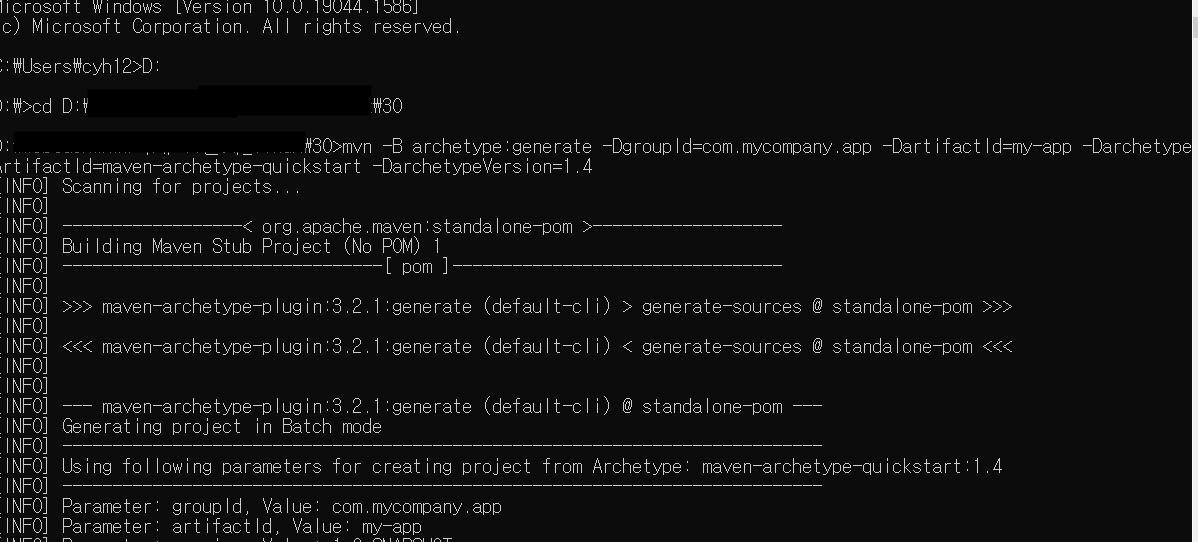 Microsoft Windows [Version 10.0.19044.1586]
c) Microsoft Corporation. All rights reserved.
C:₩Users₩cyh12>D:
D:₩>cd D:₩ ₩30
D: ₩30>mvn -B archetype:generate -DgroupId=com.mycompany.app -DartifactId=my-app -Darchetype
ArtifactId=maven-archetype-quickstart -DarchetypeVersion=1.4
[INFO] Scanning for projects...
[INFO]
[INFO] ------------------< org.apache.maven:standalone-pom >-------------------
[INFO] Building Maven Stub Project (No POM) 1
[INFO] --------------------------------[ pom ]---------------------------------
[INFO]
[INFO] >>> maven-archetype-plugin:3.2.1:generate (default-cli) > generate-sources @ standalone-pom >>>
[INFO]
[INFO] <<< maven-archetype-plugin:3.2.1:generate (default-cli) < generate-sources @ standalone-pom <<<
[INFO]
[INFO]
[INFO] --- maven-archetype-plugin:3.2.1:generate (default-cli) @ standalone-pom ---
[INFO] Generating project in Batch mode
[INFO] ----------------------------------------------------------------------------
[INFO] Using following parameters for creating project from Archetype: maven-archetype-quickstart:1.4
[INFO] ----------------------------------------------------------------------------
[INFO] Parameter: groupId, Value: com.mycompany.app
[INFO] Parameter: artifactId, Value: my-app